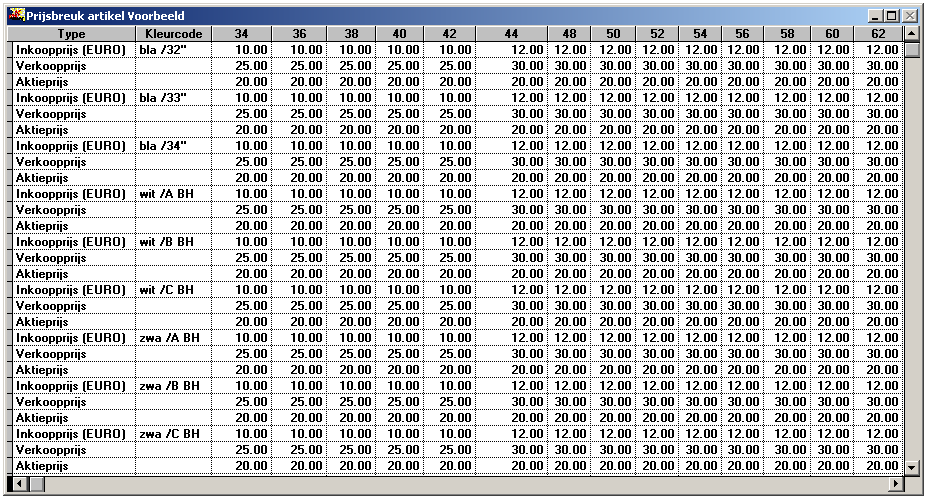 Prijsbreuk artikel Voorbeeld
Type Kleurcode 34 36 38 40 42 44 48 50 52 54 56 58 60 62
Inkoopprijs (EURO) bla /32" 10.00 10.00 10.00 10.00 10.00 12.00 12.00 12.00 12.00 12.00 12.00 12.00 12.00 12.00
Verkoopprijs 25.00 25.00 25.00 25.00 25.00 30.00 30.00 30.00 30.00 30.00 30.00 30.00 30.00 30.00
Aktieprijs 20.00 20.00 20.00 20.00 20.00 20.00 20.00 20.00 20.00 20.00 20.00 20.00 20.00 20.00
Inkoopprijs (EURO) bla /33" 10.00 10.00 10.00 10.00 10.00 12.00 12.00 12.00 12.00 12.00 12.00 12.00 12.00 12.00
Verkoopprijs 25.00 25.00 25.00 25.00 25.00 30.00 30.00 30.00 30.00 30.00 30.00 30.00 30.00 30.00
Aktieprijs 20.00 20.00 20.00 20.00 20.00 20.00 20.00 20.00 20.00 20.00 20.00 20.00 20.00 20.00
Inkoopprijs (EURO) bla /34" 10.00 10.00 10.00 10.00 10.00 12.00 12.00 12.00 12.00 12.00 12.00 12.00 12.00 12.00
Verkoopprijs 25.00 25.00 25.00 25.00 25.00 30.00 30.00 30.00 30.00 30.00 30.00 30.00 30.00 30.00
Aktieprijs 20.00 20.00 20.00 20.00 20.00 20.00 20.00 20.00 20.00 20.00 20.00 20.00 20.00 20.00
Inkoopprijs (EURO) wit /A BH 10.00 10.00 10.00 10.00 10.00 12.00 12.00 12.00 12.00 12.00 12.00 12.00 12.00 12.00
Verkoopprijs 25.00 25.00 25.00 25.00 25.00 30.00 30.00 30.00 30.00 30.00 30.00 30.00 30.00 30.00
Aktieprijs 20.00 20.00 20.00 20.00 20.00 20.00 20.00 20.00 20.00 20.00 20.00 20.00 20.00 20.00
Inkoopprijs (EURO) wit /B BH 10.00 10.00 10.00 10.00 10.00 12.00 12.00 12.00 12.00 12.00 12.00 12.00 12.00 12.00
Verkoopprijs 25.00 25.00 25.00 25.00 25.00 30.00 30.00 30.00 30.00 30.00 30.00 30.00 30.00 30.00
Aktieprijs 20.00 20.00 20.00 20.00 20.00 20.00 20.00 20.00 20.00 20.00 20.00 20.00 20.00 20.00
Inkoopprijs (EURO) wit /C BH 10.00 10.00 10.00 10.00 10.00 12.00 12.00 12.00 12.00 12.00 12.00 12.00 12.00 12.00
Verkoopprijs 25.00 25.00 25.00 25.00 25.00 30.00 30.00 30.00 30.00 30.00 30.00 30.00 30.00 30.00
Aktieprijs 20.00 20.00 20.00 20.00 20.00 20.00 20.00 20.00 20.00 20.00 20.00 20.00 20.00 20.00
Inkoopprijs (EURO) zwa /A BH 10.00 10.00 10.00 10.00 10.00 12.00 12.00 12.00 12.00 12.00 12.00 12.00 12.00 12.00
Verkoopprijs 25.00 25.00 25.00 25.00 25.00 30.00 30.00 30.00 30.00 30.00 30.00 30.00 30.00 30.00
Aktieprijs 20.00 20.00 20.00 20.00 20.00 20.00 20.00 20.00 20.00 20.00 20.00 20.00 20.00 20.00
Inkoopprijs (EURO) zwa /B BH 10.00 10.00 10.00 10.00 10.00 12.00 12.00 12.00 12.00 12.00 12.00 12.00 12.00 12.00
Verkoopprijs 25.00 25.00 25.00 25.00 25.00 30.00 30.00 30.00 30.00 30.00 30.00 30.00 30.00 30.00
Aktieprijs 20.00 20.00 20.00 20.00 20.00 20.00 20.00 20.00 20.00 20.00 20.00 20.00 20.00 20.00
Inkoopprijs (EURO) zwa /C BH 10.00 10.00 10.00 10.00 10.00 12.00 12.00 12.00 12.00 12.00 12.00 12.00 12.00 12.00
Verkoopprijs 25.00 25.00 25.00 25.00 25.00 30.00 30.00 30.00 30.00 30.00 30.00 30.00 30.00 30.00
Aktieprijs 20.00 20.00 20.00 20.00 20.00 20.00 20.00 20.00 20.00 20.00 20.00 20.00 20.00 20.00